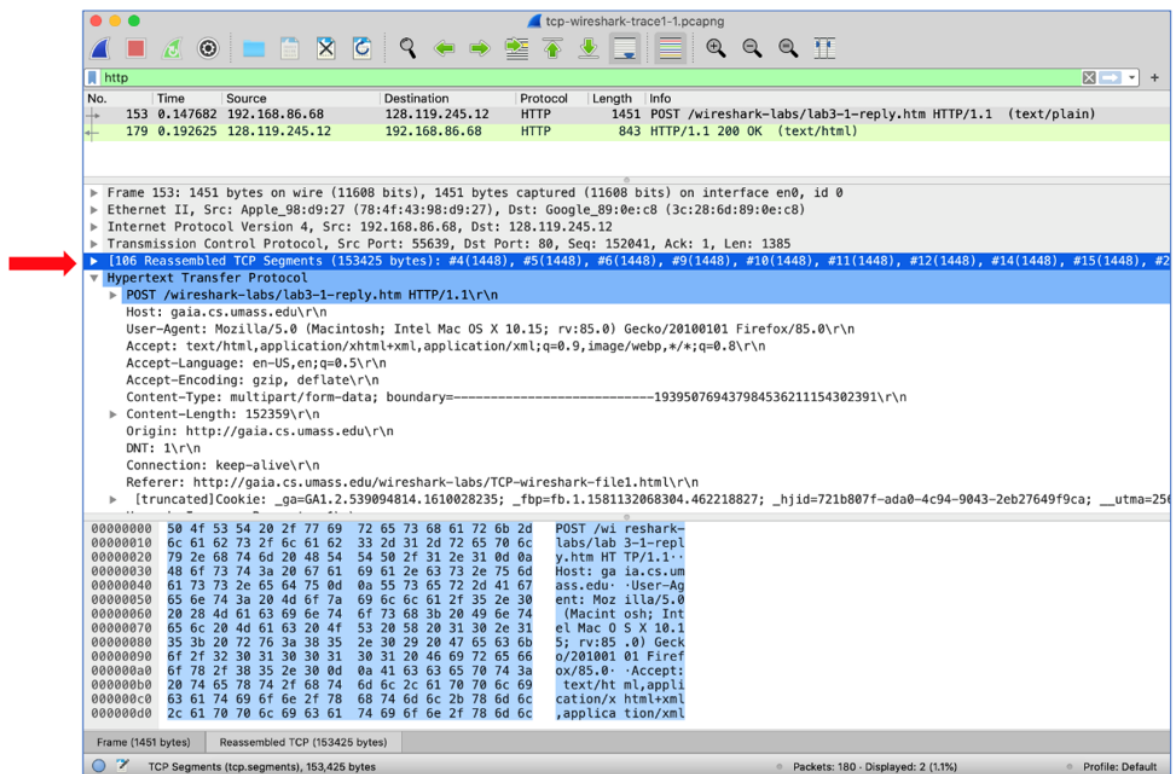 tcp-wireshark-trace1-1.pcapng
http
No. Time Source Destination Protocol Length Info
153 0.147682 192.168.86.68 128.119.245.12 HTTP 1451 POST /wireshark-labs/lab3-1-reply.htm HTTP/1.1 (text/plain)
179 0.192625 128.119.245.12 192.168.86.68 HTTP 843 HTTP/1.1 200 OK (text/html)
Frame 153: 1451 bytes on wire (11608 bits), 1451 bytes captured (11608 bits) on interface en0, id 0
Ethernet II, Src: Apple_98:d9:27 (78:4f:43:98:d9:27), Dst: Google_89:0e:c8 (3c:28:6d:89:0e:c8)
Internet Protocol Version 4, Src: 192.168.86.68, Dst: 128.119.245.12
Transmission Control Protocol, Src Port: 55639, Dst Port: 80, Seq: 152041, Ack: 1, Len: 1385
[106 Reassembled TCP Segments (153425 bytes): #4(1448), #5(1448), #6(1448), #9(1448), #10(1448), #11(1448), #12(1448), #14(1448), #15(1448), #2
Hypertext Transfer Protocol
POST /wireshark-labs/lab3-1-reply.htm HTTP/1.1\r\n
Host: gaia.cs.umass.edu\r\n
User-Agent: Mozilla/5.0 (Macintosh; Intel Mac OS X 10.15; rv:85.0) Gecko/20100101 Firefox/85.0\r\n
Accept: text/html,application/xhtml+xml,application/xml;q=0.9,image/webp,*/*;q=0.8\r\n
Accept-Language: en-US,en;q=0.5\r\n
Accept-Encoding: gzip, deflate\r\n
Content-Type: multipart/form-data; boundary=---------------------------193950769437984536211154302391\r\n
Content-Length: 152359\r\n
Origin: http://gaia.cs.umass.edu\r\n
DNT: 1\r\n
Connection: keep-alive\r\n
Referer: http://gaia.cs.umass.edu/wireshark-labs/TCP-wireshark-file1.html\r\n
[truncated]Cookie: _ga=GA1.2.539094814.1610028235; _fbp=fb.1.1581132068304.462218827; _hjid=721b807f-ada0-4c94-9043-2eb27649f9ca; __utma=256
00000000 50 4f 53 54 20 2f 77 69 72 65 73 68 61 72 6b 2d POST /wi reshark-
00000010 6c 61 62 73 2f 6c 61 62 33 2d 31 2d 72 65 70 6c labs/lab 3-1-repl
00000020 79 2e 68 74 6d 20 48 54 54 50 2f 31 2e 31 0d 0a y.htm HT TP/1.1··
00000030 48 6f 73 74 3a 20 67 61 69 61 2e 63 73 2e 75 6d Host: ga ia.cs.um
00000040 61 73 73 2e 65 64 75 0d 0a 55 73 65 72 2d 41 67 ass.edu· ·User-Ag
00000050 65 6e 74 3a 20 4d 6f 7a 69 6c 6c 61 2f 35 2e 30 ent: Moz illa/5.0
00000060 20 28 4d 61 63 69 6e 74 6f 73 68 3b 20 49 6e 74 (Macint osh; Int
00000070 65 6c 20 4d 61 63 20 4f 53 20 58 20 31 30 2e 31 el Mac O S X 10.1
00000080 35 3b 20 72 76 3a 38 35 2e 30 29 20 47 65 63 6b 5; rv:85 .0) Geck
00000090 6f 2f 32 30 31 30 30 31 30 31 20 46 69 72 65 66 o/201001 01 Firef
000000a0 6f 78 2f 38 35 2e 30 0d 0a 41 63 63 65 70 74 3a ox/85.0· ·Accept:
000000b0 20 74 65 78 74 2f 68 74 6d 6c 2c 61 70 70 6c 69 text/ht ml,appli
000000c0 63 61 74 69 6f 6e 2f 78 68 74 6d 6c 2b 78 6d 6c cation/x html+xml
000000d0 2c 61 70 70 6c 69 63 61 74 69 6f 6e 2f 78 6d 6c ,applica tion/xml
Frame (1451 bytes) Reassembled TCP (153425 bytes)
TCP Segments (tcp.segments), 153,425 bytes Packets: 180 · Displayed: 2 (1.1%) Profile: Default